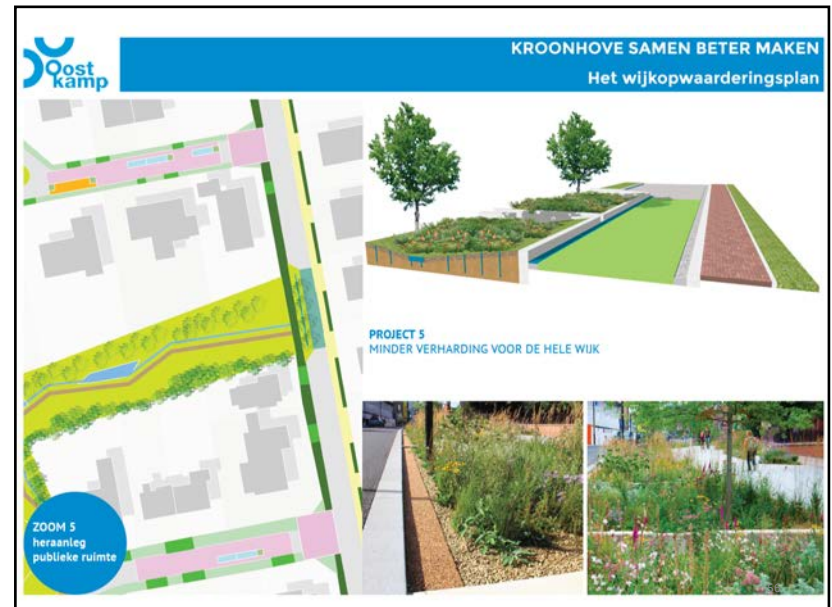 Oost
kamp
KROONHOVE SAMEN BETER MAKEN
Het wijkopwaarderingsplan
PROJECT 5
MINDER VERHARDING VOOR DE HELE WIJK
ZOOM 5
heraanleg
publieke ruimte